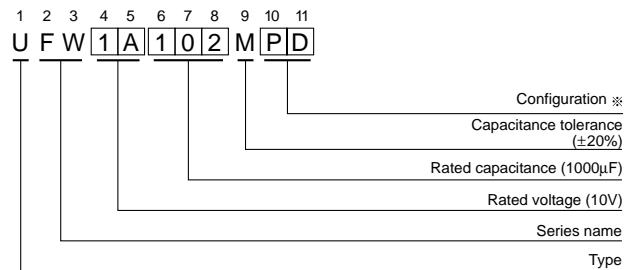 1 2 3 4 5 6 7 8 9 10 11
U F W 1 A 1 0 2 M P D
Configuration ※
Capacitance tolerance
(±20%)
Rated capacitance (1000µF)
Rated voltage (10V)
Series name
Type